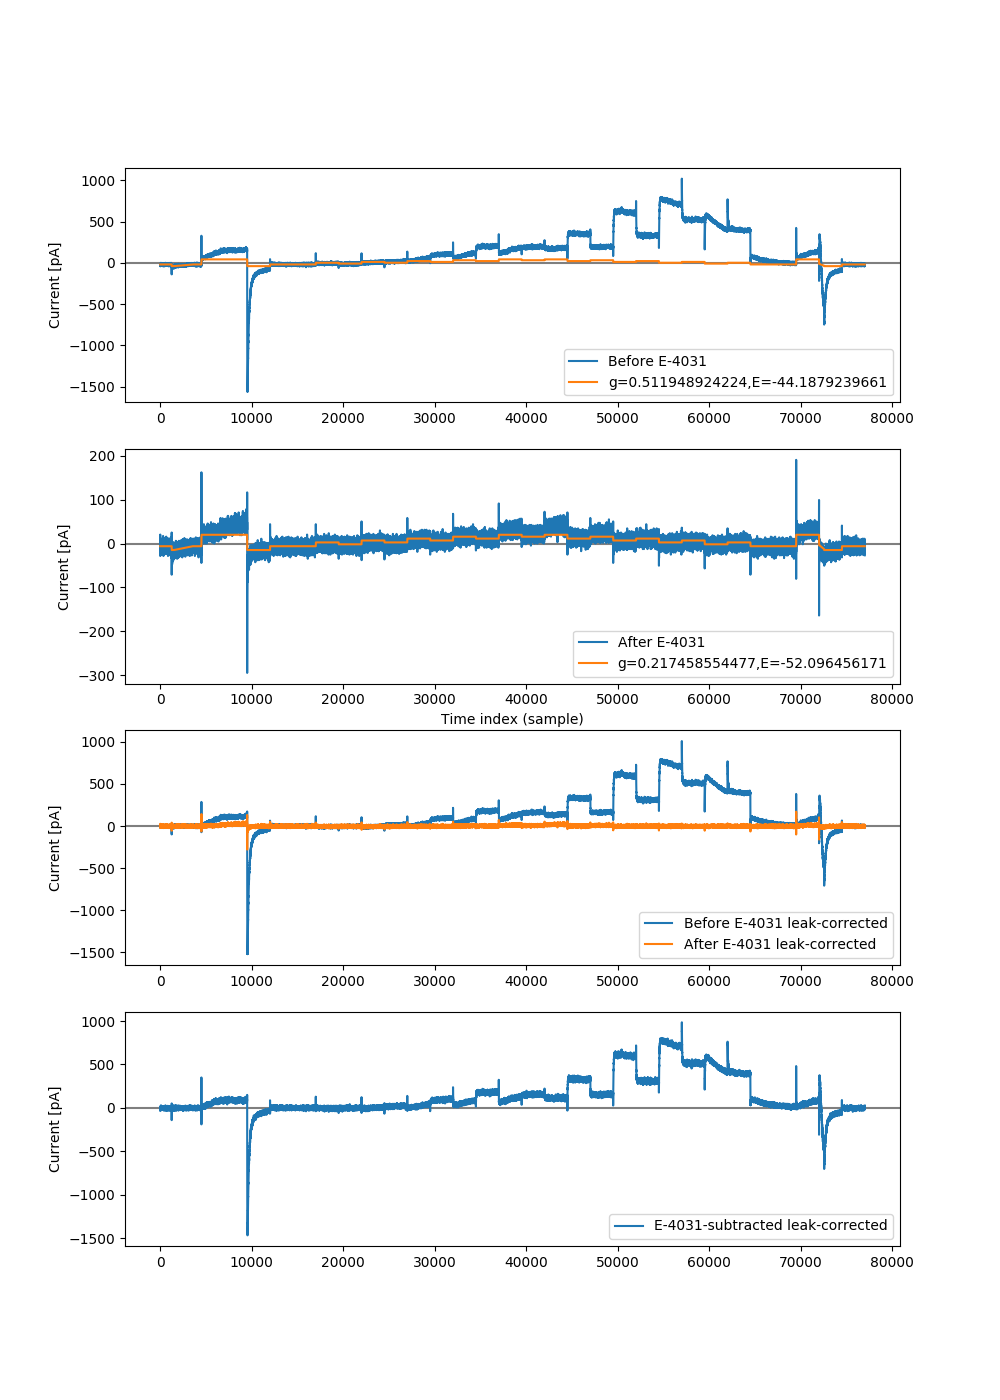 1000
500
0
−500
−1000
−1500
Current [pA]
Before E-4031
g=0.511948924224,E=-44.1879239661
0 10000 20000 30000 40000 50000 60000 70000 80000
200
100
0
−100
−200
−300
Current [pA]
After E-4031
g=0.217458554477,E=-52.096456171
0 10000 20000 30000 40000 50000 60000 70000 80000
Time index (sample)
1000
500
0
−500
−1000
−1500
Current [pA]
Before E-4031 leak-corrected
After E-4031 leak-corrected
0 10000 20000 30000 40000 50000 60000 70000 80000
1000
500
0
−500
−1000
−1500
Current [pA]
E-4031-subtracted leak-corrected
0 10000 20000 30000 40000 50000 60000 70000 80000